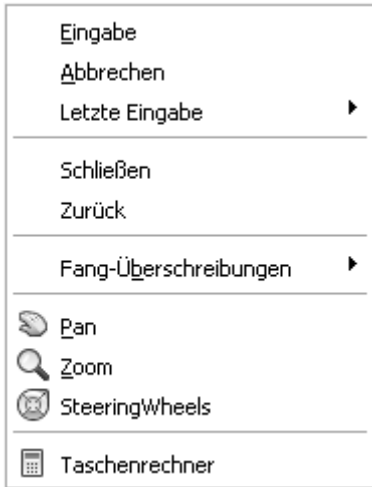 Eingabe
Abbrechen
Letzte Eingabe
Schließen
Zurück
Fang-Überschreibungen
Pan
Zoom
SteeringWheels
Taschenrechner